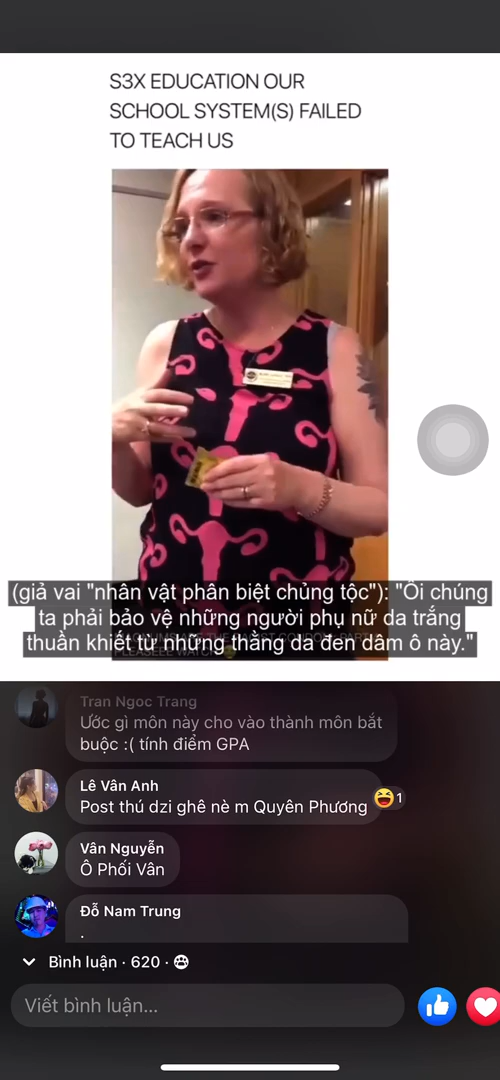 S3X EDUCATION OUR
SCHOOL SYSTEM(S) FAILED
TO TEACH US
(giả vai "nhân vật phân biệt chủng tộc"): "Ôi chúng
ta phải bảo vệ những người phụ nữ da trắng
thuần khiết từ những thằng da đen dâm ô này."
Tran Ngoc Trang
Ước gì môn này cho vào thành môn bắt
buộc :( tính điểm GPA
Lê Vân Anh
Post thú dzi ghê nè m Quyên Phương
1
Vân Nguyễn
Ô Phối Vân
Đỗ Nam Trung
.
Bình luận · 620 ·
Viết bình luận...